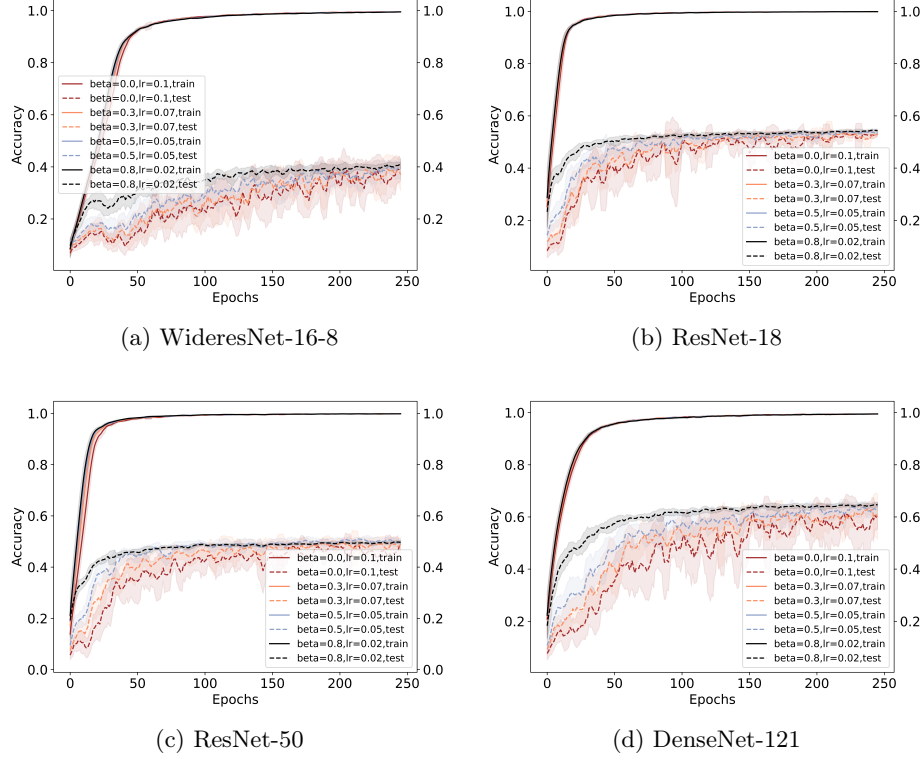 1.0
0.8
0.6
0.4
0.2
1.0
0.8
0.6
0.4
0.2
Accuracy
beta=0.0,lr=0.1,train
beta=0.0,lr=0.1,test
beta=0.3,lr=0.07,train
beta=0.3,lr=0.07,test
beta=0.5,lr=0.05,train
beta=0.5,lr=0.05,test
beta=0.8,lr=0.02,train
beta=0.8,lr=0.02,test
0 50 100 150 200 250
Epochs
(a) WideresNet-16-8
1.0
0.8
0.6
0.4
0.2
1.0
0.8
0.6
0.4
0.2
Accuracy
beta=0.0,lr=0.1,train
beta=0.0,lr=0.1,test
beta=0.3,lr=0.07,train
beta=0.3,lr=0.07,test
beta=0.5,lr=0.05,train
beta=0.5,lr=0.05,test
beta=0.8,lr=0.02,train
beta=0.8,lr=0.02,test
0 50 100 150 200 250
Epochs
(b) ResNet-18
1.0
0.8
0.6
0.4
0.2
0.0
1.0
0.8
0.6
0.4
0.2
0.0
Accuracy
beta=0.0,lr=0.1,train
beta=0.0,lr=0.1,test
beta=0.3,lr=0.07,train
beta=0.3,lr=0.07,test
beta=0.5,lr=0.05,train
beta=0.5,lr=0.05,test
beta=0.8,lr=0.02,train
beta=0.8,lr=0.02,test
0 50 100 150 200 250
Epochs
(c) ResNet-50
1.0
0.8
0.6
0.4
0.2
1.0
0.8
0.6
0.4
0.2
Accuracy
beta=0.0,lr=0.1,train
beta=0.0,lr=0.1,test
beta=0.3,lr=0.07,train
beta=0.3,lr=0.07,test
beta=0.5,lr=0.05,train
beta=0.5,lr=0.05,test
beta=0.8,lr=0.02,train
beta=0.8,lr=0.02,test
0 50 100 150 200 250
Epochs
(d) DenseNet-121